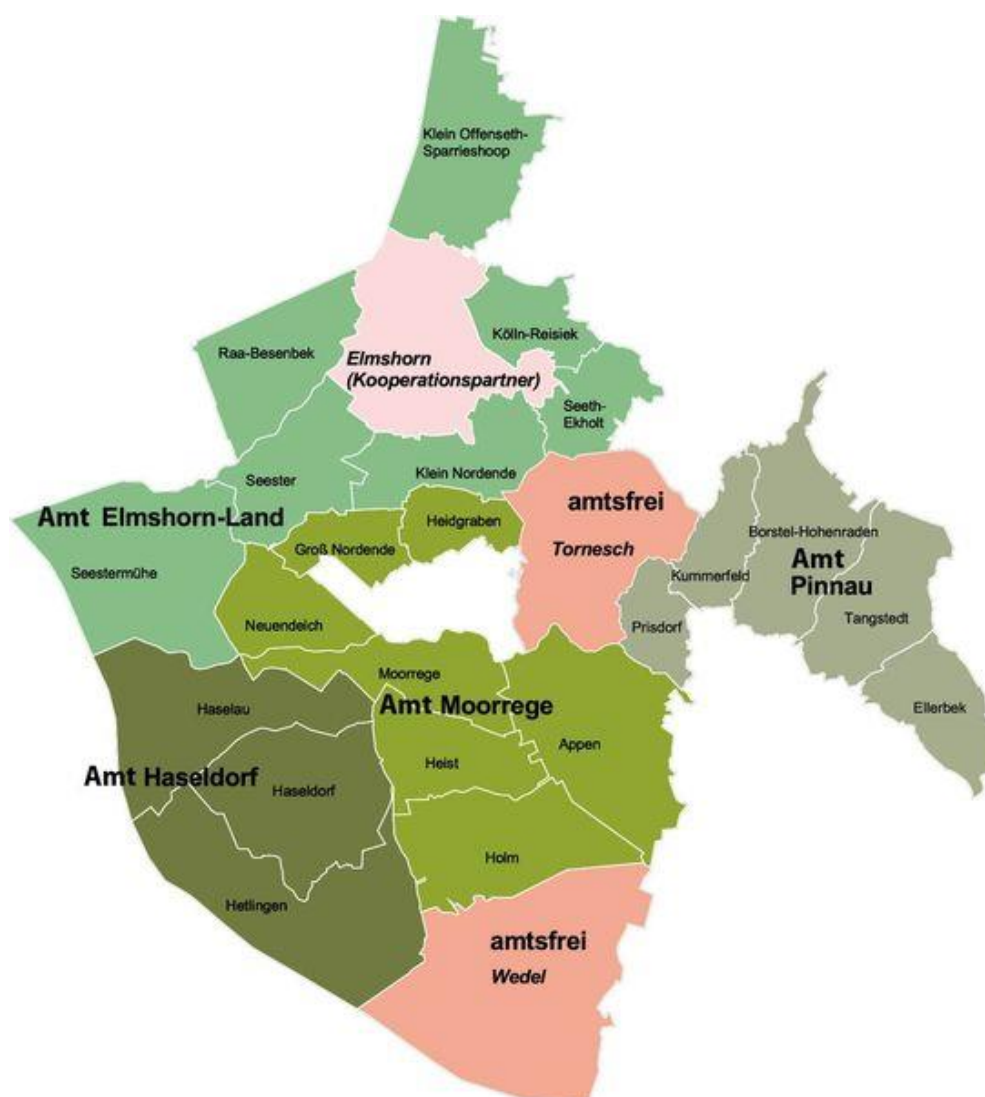 Klein Offenseth-
Sparrieshoop
Kölln-Reisiek
Raa-Besenbek
Elmshorn
(Kooperationspartner)
Seeth-
Ekholt
Seester
Klein Nordende
Amt Elmshorn-Land
amtsfrei
Heidgraben
Borstel-Hohenraden
Groß Nordende
Tornesch
Amt
Pinnau
Seestermühe
Kummerfeld
Tangstedt
Neuendeich
Prisdorf
Moorrege
Haselau
Amt Moorrege
Ellerbek
Appen
Heist
Amt Haseldorf
Haseldorf
Holm
Hetlingen
amtsfrei
Wedel